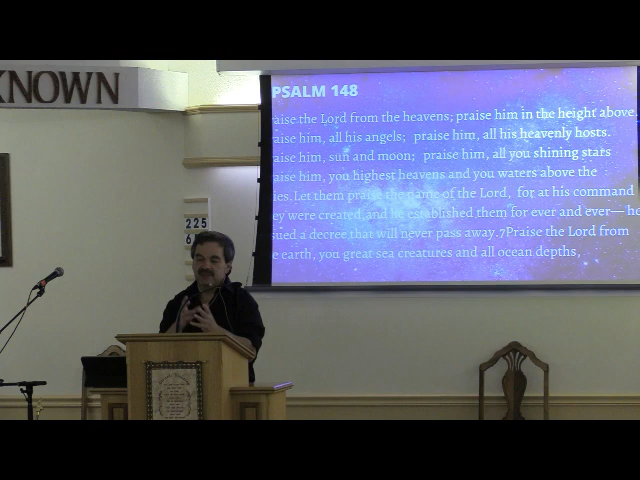 KNOWN
PSALM 148
aise the Lord from the heavens; praise him in the height above.
aise him, all his angels; praise him, all his heavenly hosts.
aise him, sun and moon; praise him, all you shining stars
aise him, you highest heavens and you waters above the
ies.Let them praise the name of the Lord, for at his command
ey were created,and he established them for ever and ever— he
sued a decree that will never pass away.7Praise the Lord from
e earth, you great sea creatures and all ocean depths,
225